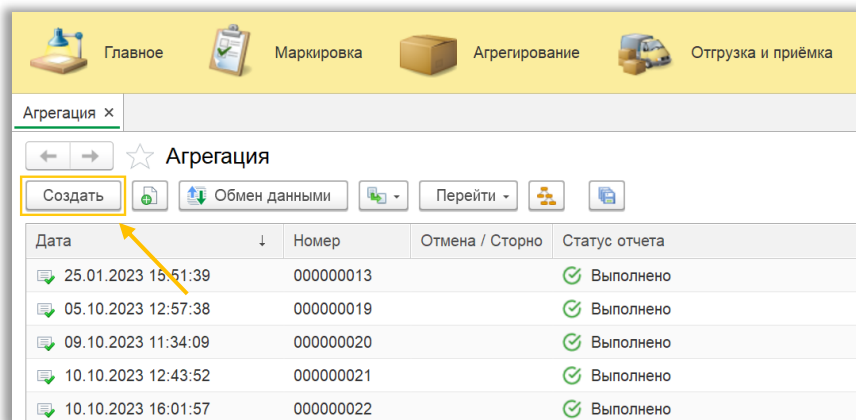 Главное Маркировка Агрегирование Отгрузка и приёмка
Агрегация ×
Агрегация
Создать Обмен данными Перейти
Дата ↓ Номер Отмена / Сторно Статус отчета
25.01.2023 15:51:39 000000013 Выполнено
05.10.2023 12:57:38 000000019 Выполнено
09.10.2023 11:34:09 000000020 Выполнено
10.10.2023 12:43:52 000000021 Выполнено
10.10.2023 16:01:57 000000022 Выполнено